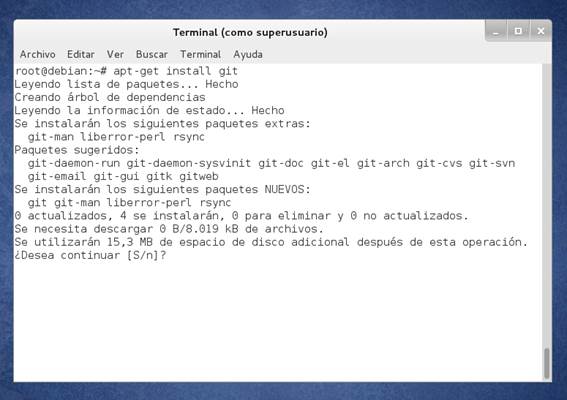 Terminal (como superusuario)
Archivo Editar Ver Buscar Terminal Ayuda
root@debian:~# apt-get install git
Leyendo lista de paquetes... Hecho
Creando árbol de dependencias
Leyendo la información de estado... Hecho
Se instalarán los siguientes paquetes extras:
git-man liberror-perl rsync
Paquetes sugeridos:
git-daemon-run git-daemon-sysvinit git-doc git-el git-arch git-cvs git-svn
git-email git-gui gitk gitweb
Se instalarán los siguientes paquetes NUEVOS:
git git-man liberror-perl rsync
0 actualizados, 4 se instalarán, 0 para eliminar y 0 no actualizados.
Se necesita descargar 0 B/8.019 kB de archivos.
Se utilizarán 15,3 MB de espacio de disco adicional después de esta operación.
¿Desea continuar [S/n]?